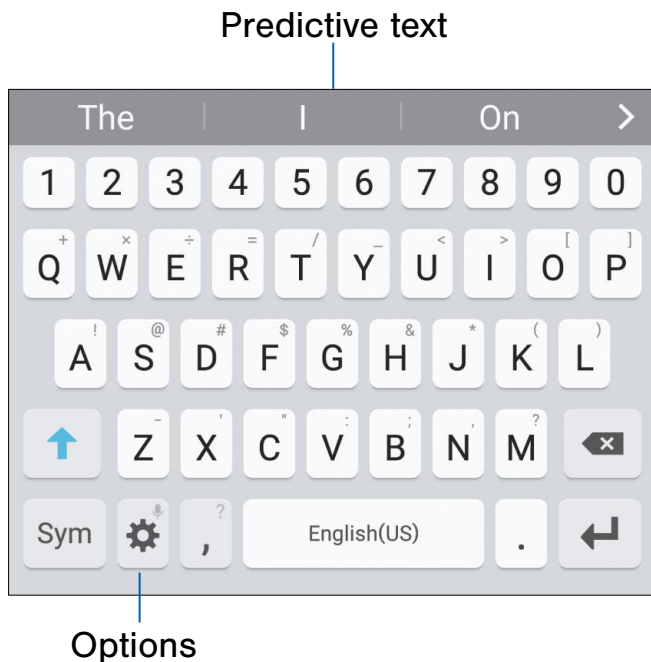 Predictive text
The I On >
1 2 3 4 5 6 7 8 9 0
+ × ÷ = / _ < > [ ]
Q W E R T Y U I O P
! @ # $ % & * ( )
A S D F G H J K L
- ' " : ; , ?
Z X C V B N M
?
Sym , English(US) .
Options